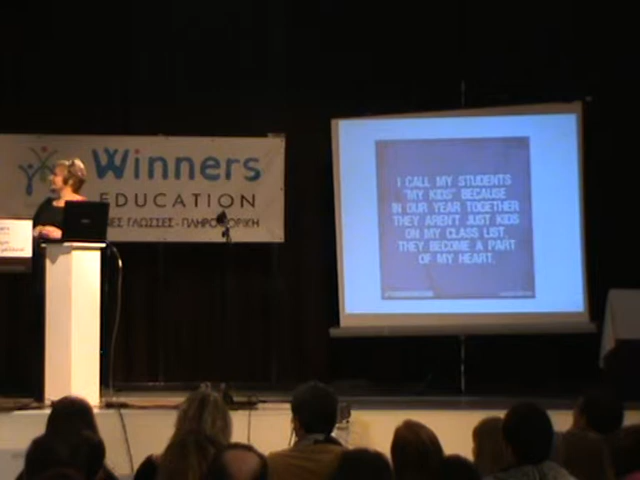 Winners
EDUCATION
ΓΛΩΣΣΕΣ - ΠΛΗΡΟΦΟΡΙΚΗ
I CALL MY STUDENTS
"MY KIDS" BECAUSE
IN OUR YEAR TOGETHER
THEY AREN'T JUST KIDS
ON MY CLASS LIST,
THEY BECOME A PART
OF MY HEART.